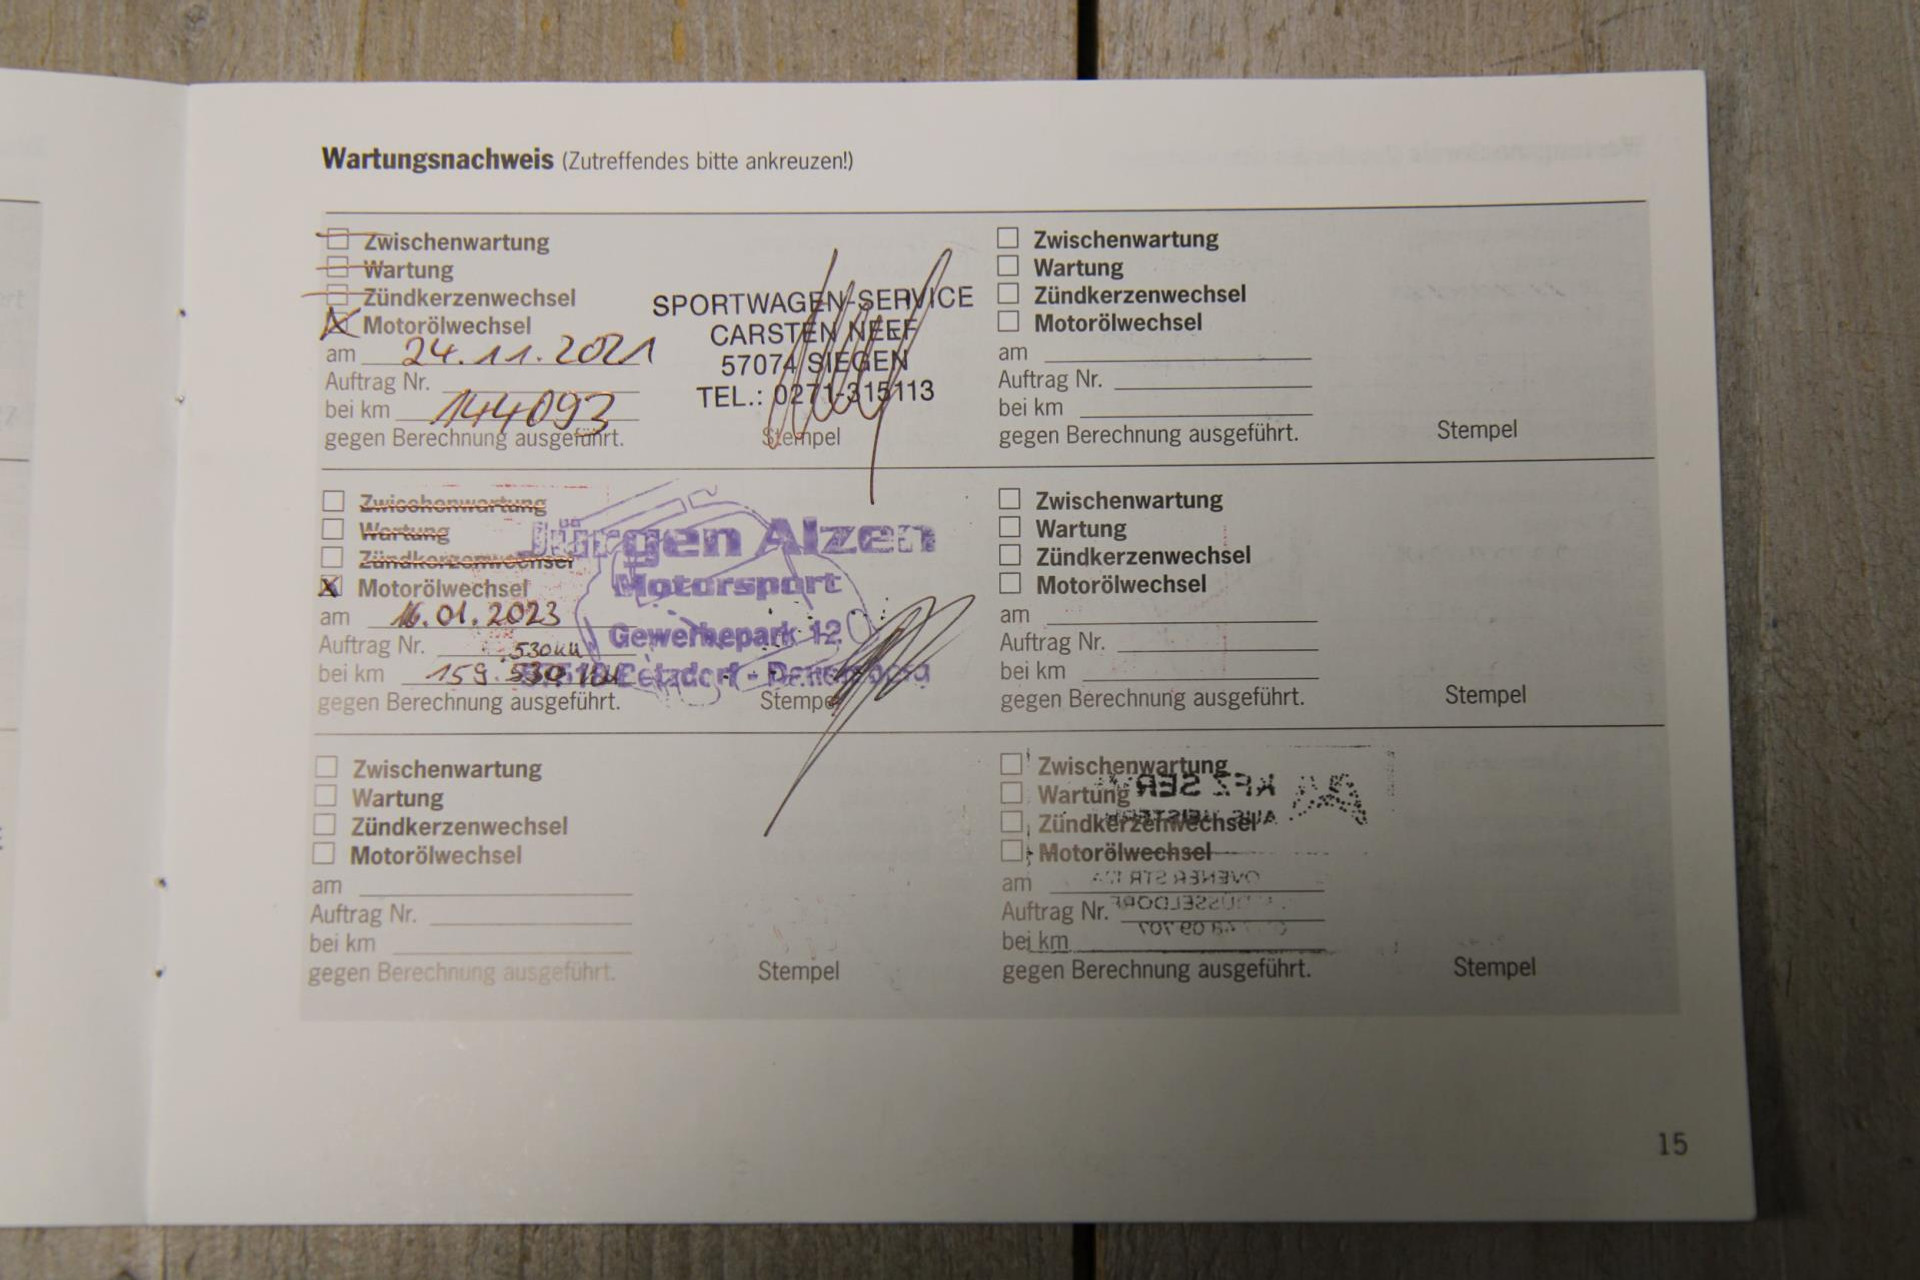 Wartungsnachweis (Zutreffendes bitte ankreuzen!)
Zwischenwartung
Wartung
Zündkerzenwechsel
Motorölwechsel
am 24.11.2021
Auftrag Nr.
bei km 144093
gegen Berechnung ausgeführt.
SPORTWAGEN-SERVICE
CARSTEN NEEF
57074 SIEGEN
TEL.: 0271-315113
Stempel
Zwischenwartung
Wartung
Zündkerzenwechsel
Motorölwechsel
am
Auftrag Nr.
bei km
gegen Berechnung ausgeführt.
Stempel
Zwischenwartung
Wartung
Zündkerzenwechsel
Motorölwechsel
am 16.01.2023
Auftrag Nr.
530km
bei km 159.530 km
gegen Berechnung ausgeführt.
Jürgen Alzen
Motorsport
Gewerbepark 12
Stempel
Zwischenwartung
Wartung
Zündkerzenwechsel
Motorölwechsel
am
Auftrag Nr.
bei km
gegen Berechnung ausgeführt.
Stempel
Zwischenwartung
Wartung
Zündkerzenwechsel
Motorölwechsel
am
Auftrag Nr.
bei km
gegen Berechnung ausgeführt.
Stempel
Zwischenwartung
Wartung
Zündkerzenwechsel
Motorölwechsel
am
Auftrag Nr.
bei km
gegen Berechnung ausgeführt.
Stempel
15